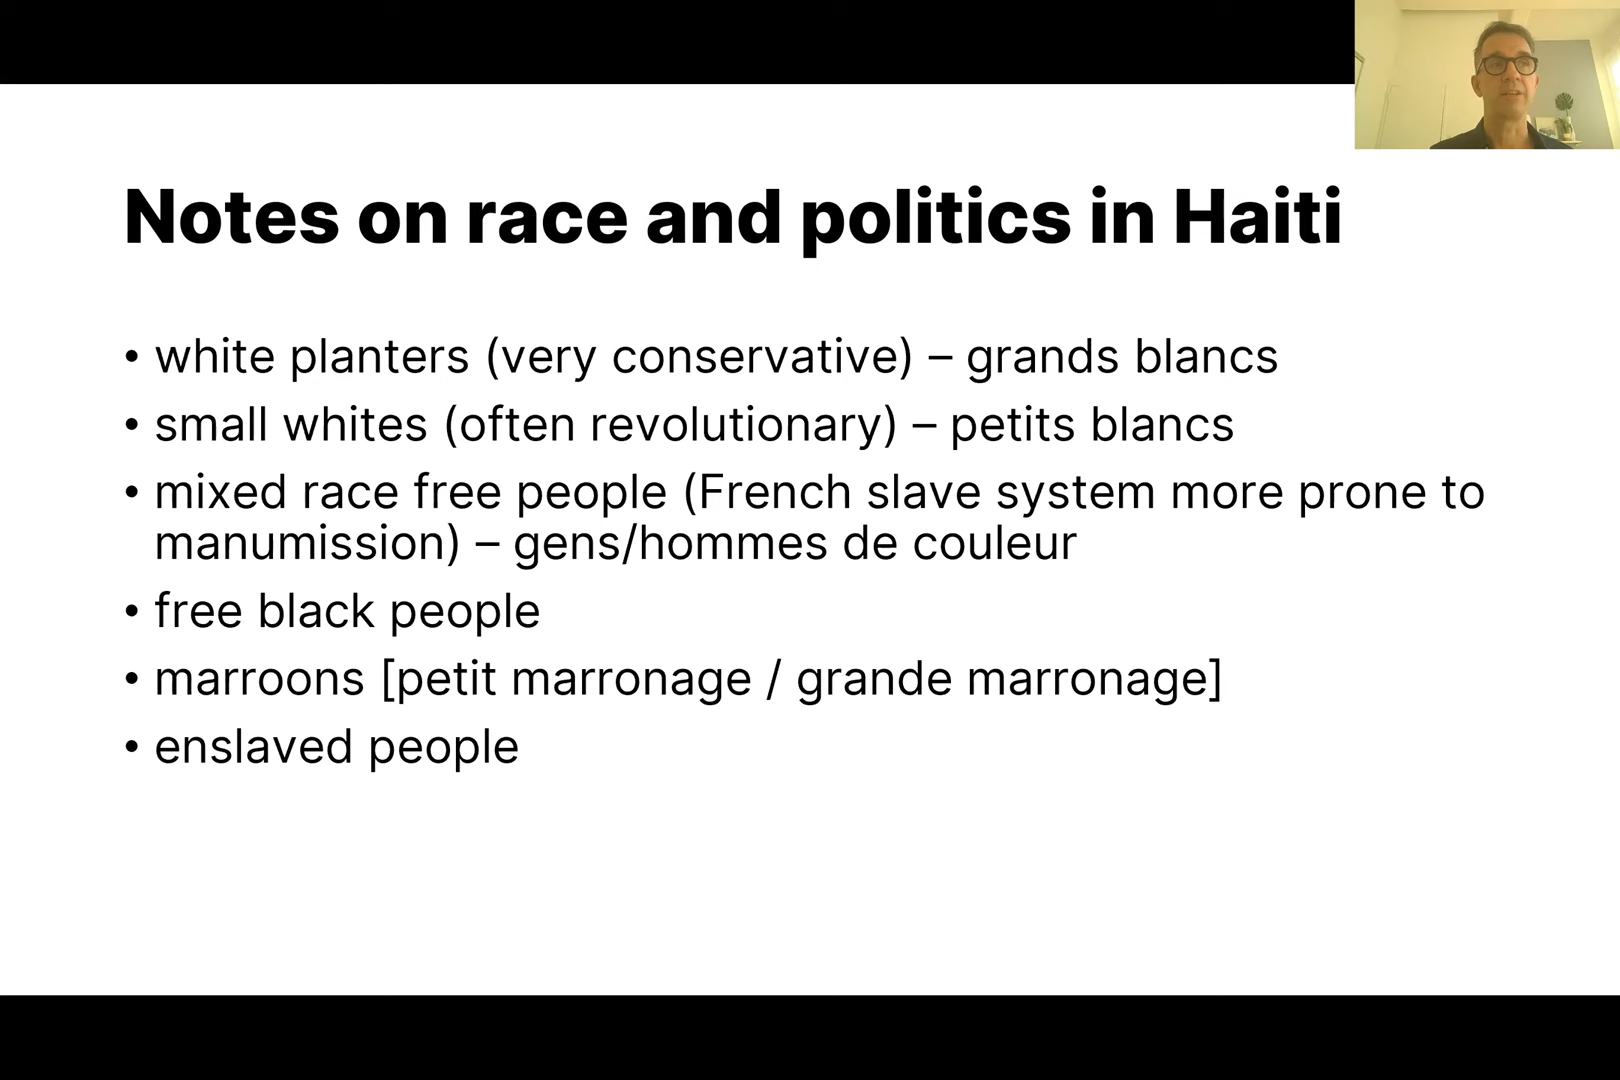 Notes on race and politics in Haiti
• white planters (very conservative) – grands blancs
• small whites (often revolutionary) – petits blancs
• mixed race free people (French slave system more prone to
manumission) – gens/hommes de couleur
• free black people
• marroons [petit marronage / grande marronage]
• enslaved people